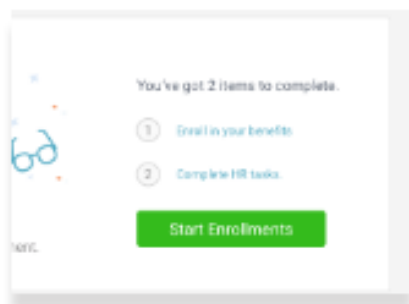 You've got 2 items to complete.
1 Enroll in your benefits
2 Complete HR tasks.
Start Enrollments